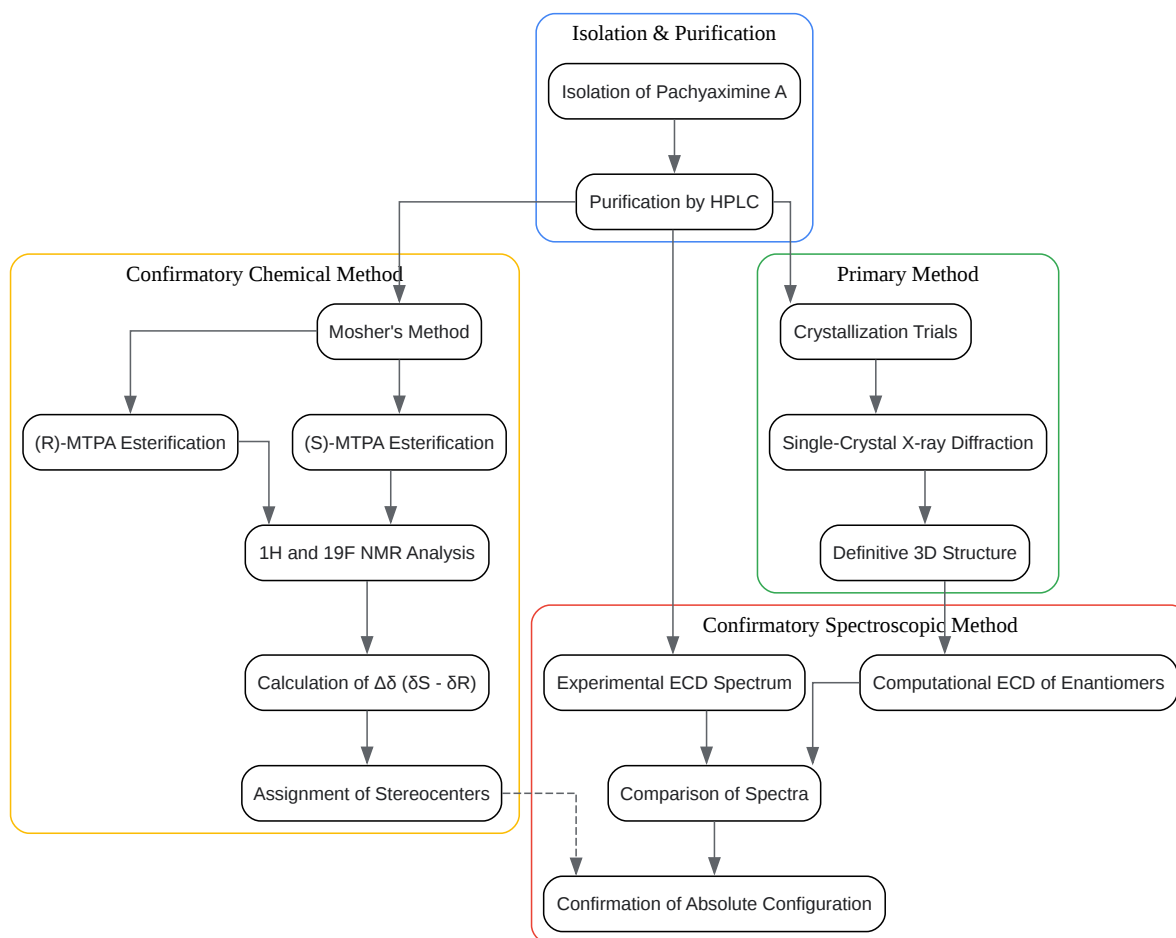 Isolation & Purification
Isolation of Pachyaximine A
Purification by HPLC
Confirmatory Chemical Method
Mosher's Method
(R)-MTPA Esterification
(S)-MTPA Esterification
1H and 19F NMR Analysis
Calculation of Δδ (δS - δR)
Assignment of Stereocenters
Primary Method
Crystallization Trials
Single-Crystal X-ray Diffraction
Definitive 3D Structure
Confirmatory Spectroscopic Method
Experimental ECD Spectrum
Computational ECD of Enantiomers
Comparison of Spectra
Confirmation of Absolute Configuration